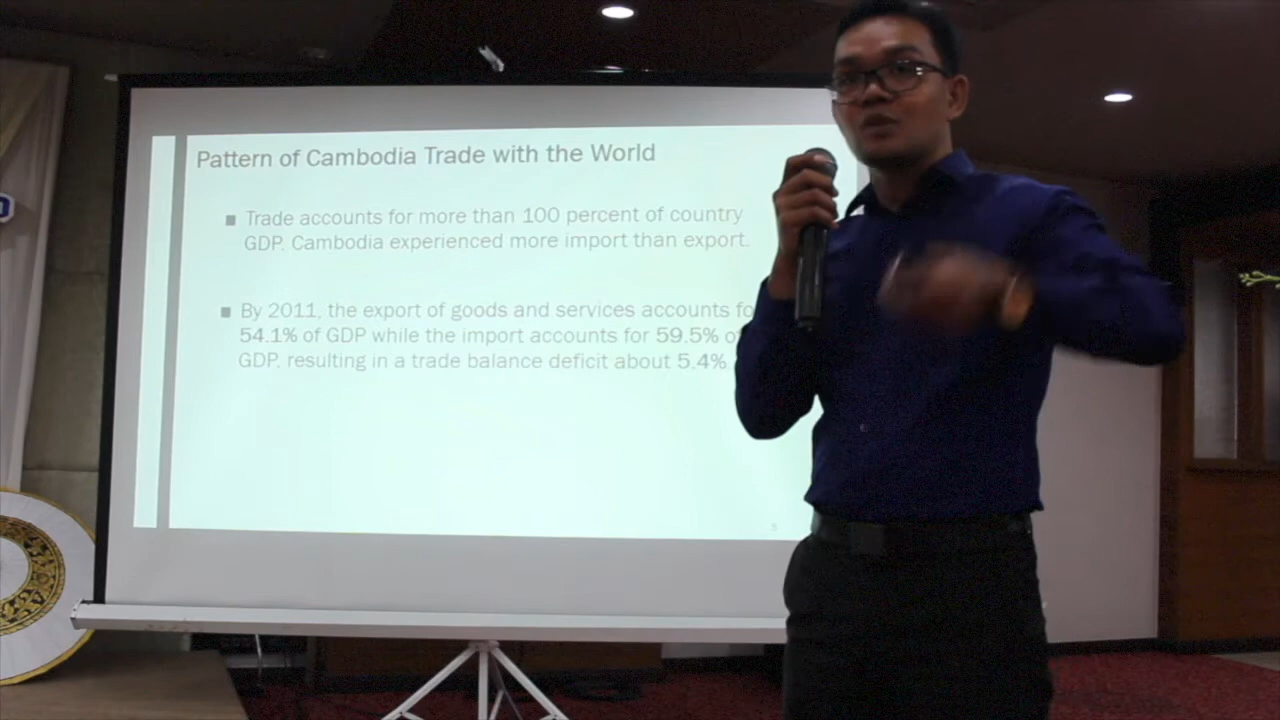 Pattern of Cambodia Trade with the World
Trade accounts for more than 100 percent of country
GDP. Cambodia experienced more import than export.
By 2011, the export of goods and services accounts
54.1% of GDP while the import accounts for 59.5%
GDP. resulting in a trade balance deficit about 5.4%.